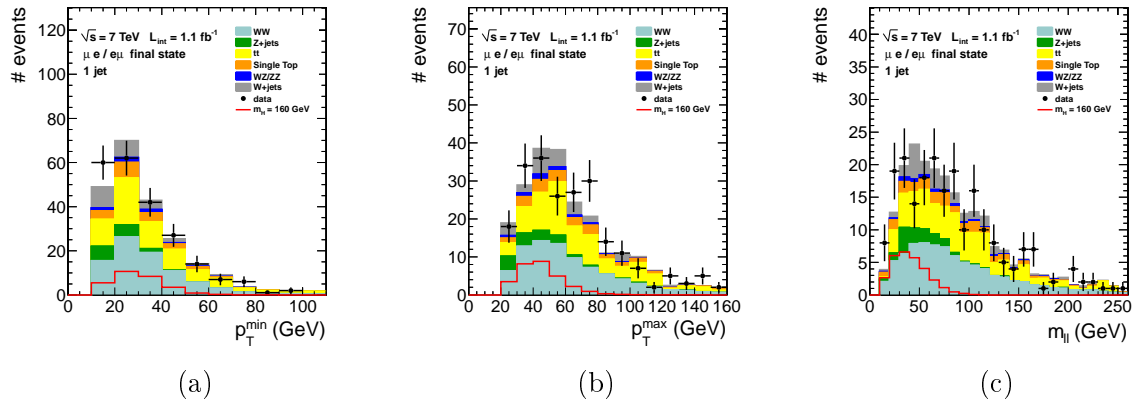 # events
120
100
80
60
40
20
0
√s = 7 TeV L_int = 1.1 fb⁻¹
μ e / eμ final state
1 jet
WW
Z+jets
tt
Single Top
WZ/ZZ
W+jets
data
m_H = 160 GeV
0 20 40 60 80 100
p_T^min (GeV)
(a)
# events
70
60
50
40
30
20
10
0
√s = 7 TeV L_int = 1.1 fb⁻¹
μ e / eμ final state
1 jet
WW
Z+jets
tt
Single Top
WZ/ZZ
W+jets
data
m_H = 160 GeV
0 20 40 60 80 100 120 140 160
p_T^max (GeV)
(b)
# events
40
35
30
25
20
15
10
5
0
√s = 7 TeV L_int = 1.1 fb⁻¹
μ e / eμ final state
1 jet
WW
Z+jets
tt
Single Top
WZ/ZZ
W+jets
data
m_H = 160 GeV
0 50 100 150 200 250
m_ll (GeV)
(c)